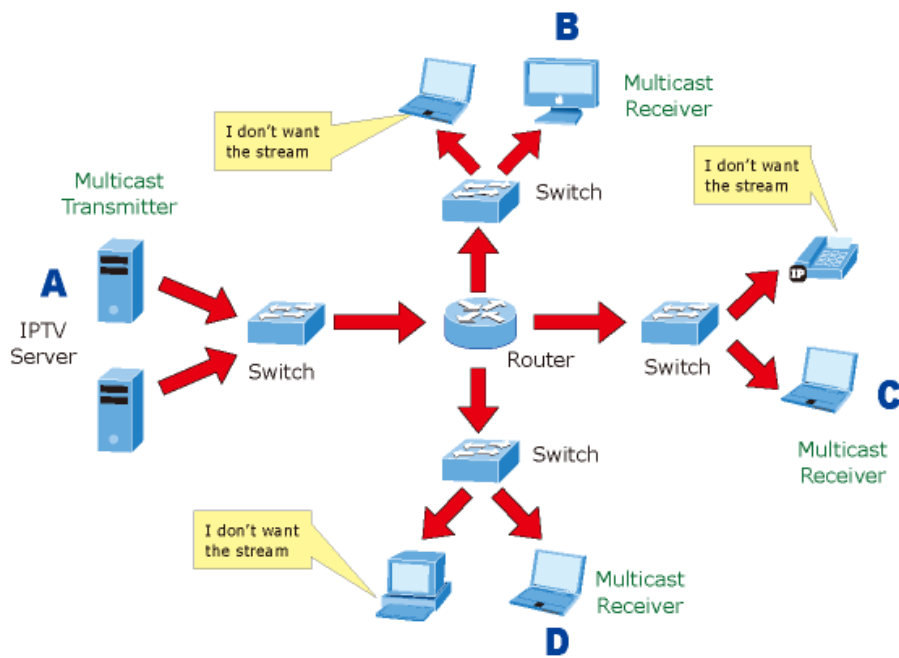 B
Multicast
Receiver
I don't want
the stream
Switch
I don't want
the stream
Multicast
Transmitter
A
IPTV
Server
Switch
Router
IP
Switch
C
Multicast
Receiver
Switch
I don't want
the stream
Multicast
Receiver
D